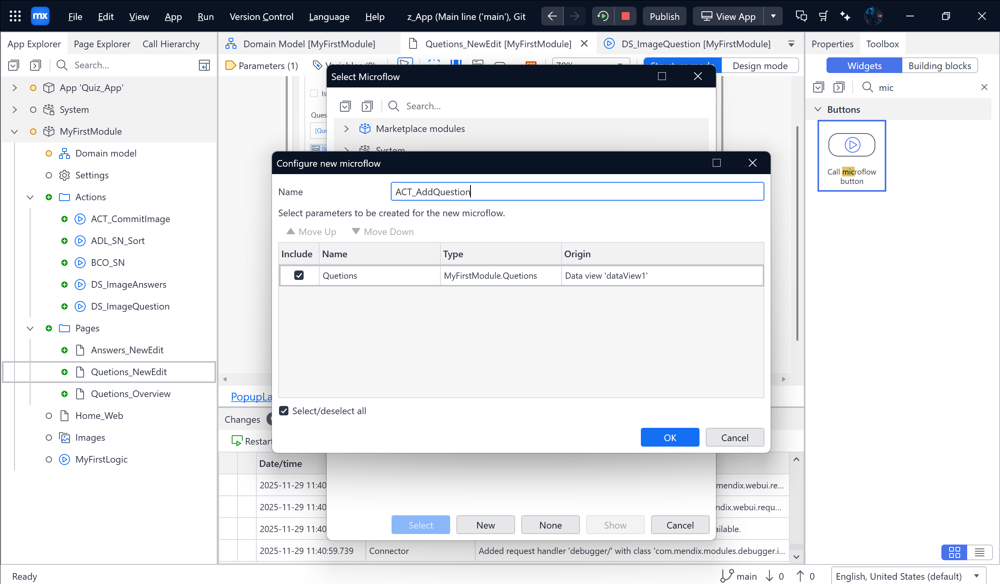 mx File Edit View App Run Version Control Language Help z_App (Main line ('main'), Git Publish View App
App Explorer Page Explorer Call Hierarchy
Search...
App 'Quiz_App'
System
MyFirstModule
Domain model
Settings
Actions
ACT_CommitImage
ADL_SN_Sort
BCO_SN
DS_ImageAnswers
DS_ImageQuestion
Pages
Answers_NewEdit
Quetions_NewEdit
Quetions_Overview
Home_Web
Images
MyFirstLogic
Domain Model [MyFirstModule] Quetions_NewEdit [MyFirstModule] DS_ImageQuestion [MyFirstModule]
Parameters (1) 70% Structure mode Design mode
Is
Ques
[Que
PopupLa
Select Microflow
Search...
Marketplace modules
System
Configure new microflow
Name ACT_AddQuestion
Select parameters to be created for the new microflow.
Move Up Move Down
Include Name Type Origin
Quetions MyFirstModule.Quetions Data view 'dataView1'
Select/deselect all
OK Cancel
Select New None Show Cancel
Changes
Restart
Date/time
2025-11-29 11:40 mendix.webui.re...
2025-11-29 11:40 ndix.webui.requ...
2025-11-29 11:40 ailable.
2025-11-29 11:40:59.739 Connector Added request handler 'debugger/' with class 'com.mendix.modules.debugger.i...
Properties Toolbox
Widgets Building blocks
mic
Buttons
Call microflow
button
Ready main 0 0 English, United States (default)